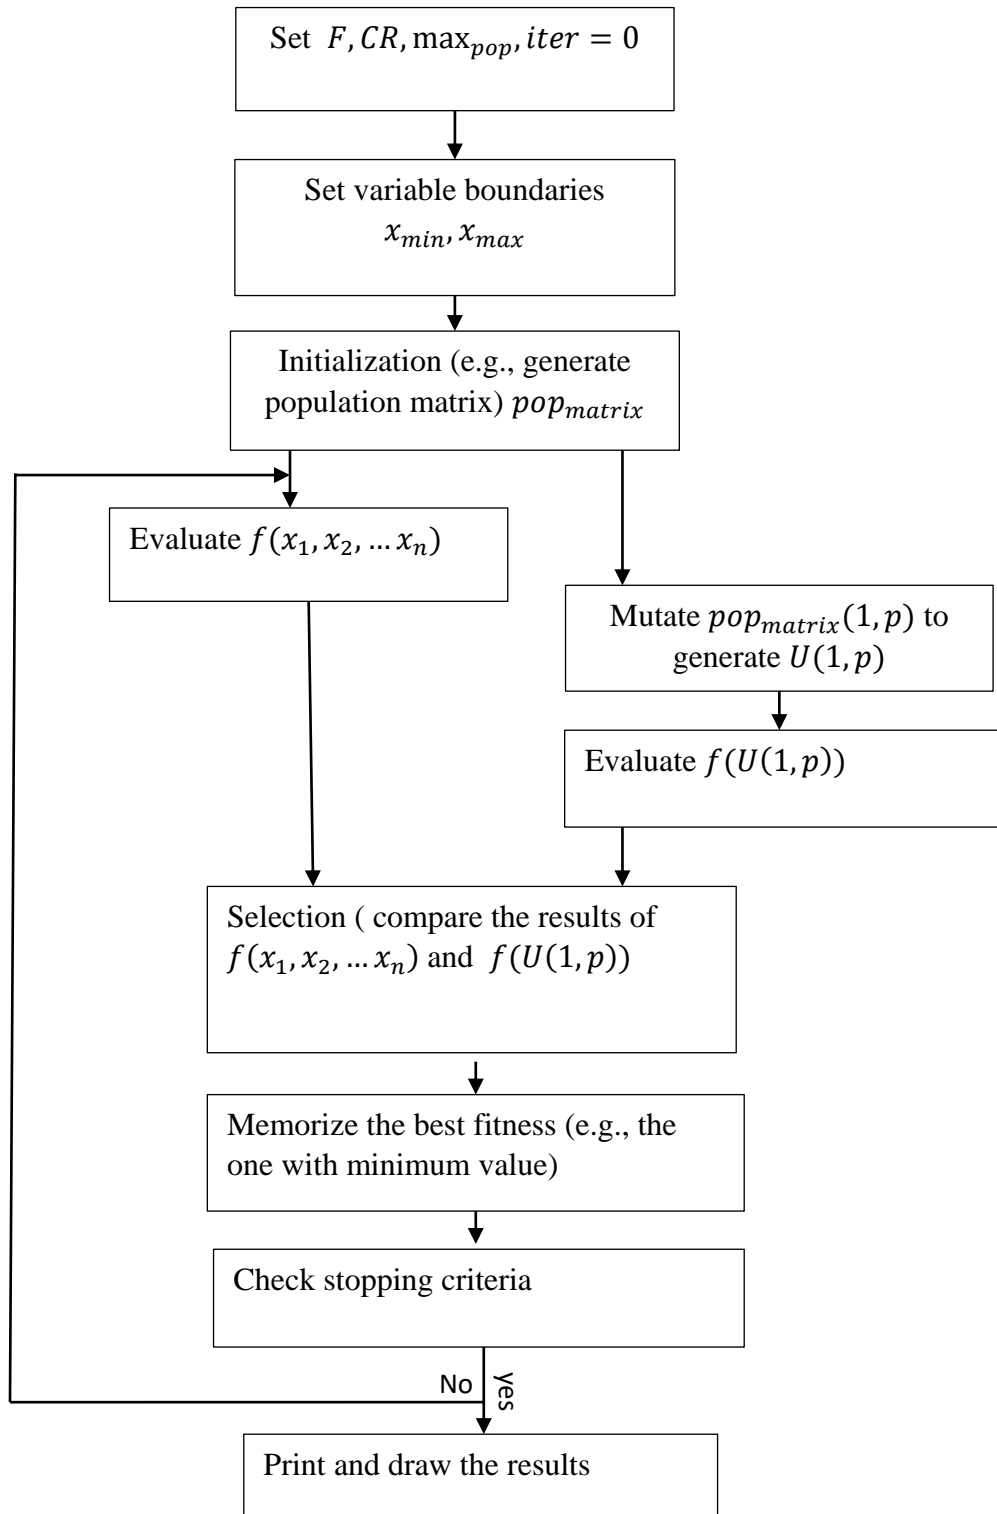 Set F, CR, max_pop, iter = 0
Set variable boundaries
x_min, x_max
Initialization (e.g., generate
population matrix) pop_matrix
Evaluate f(x_1, x_2, … x_n)
Mutate pop_matrix(1, p) to
generate U(1, p)
Evaluate f(U(1, p))
Selection ( compare the results of
f(x_1, x_2, … x_n) and f(U(1, p))
Memorize the best fitness (e.g., the
one with minimum value)
Check stopping criteria
No
yes
Print and draw the results